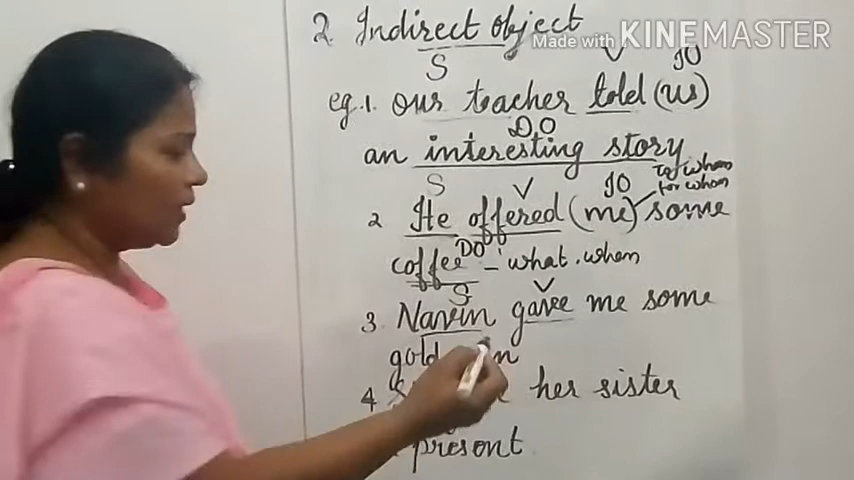 2. Indirect object
Made with KINEMASTER
S V IO
eg.1. Our teacher told (us)
DO
an interesting story
to whom
S V IO for whom
2 He offered (me) some
DO
coffee - what. whom
S V
3. Navin gave me some
gold
4 her sister
present